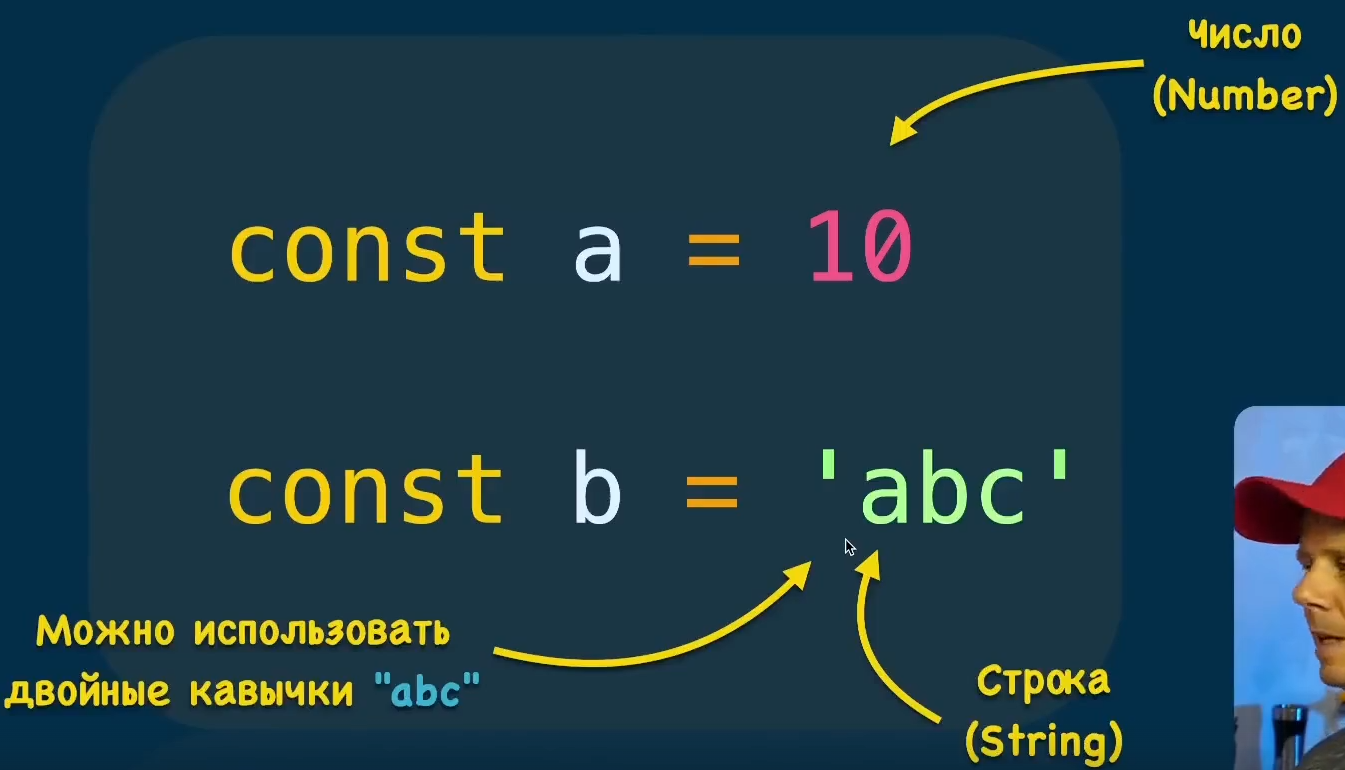 Число
(Number)
const a = 10
const b = 'abc'
Можно использовать
двойные кавычки "abc"
Строка
(String)